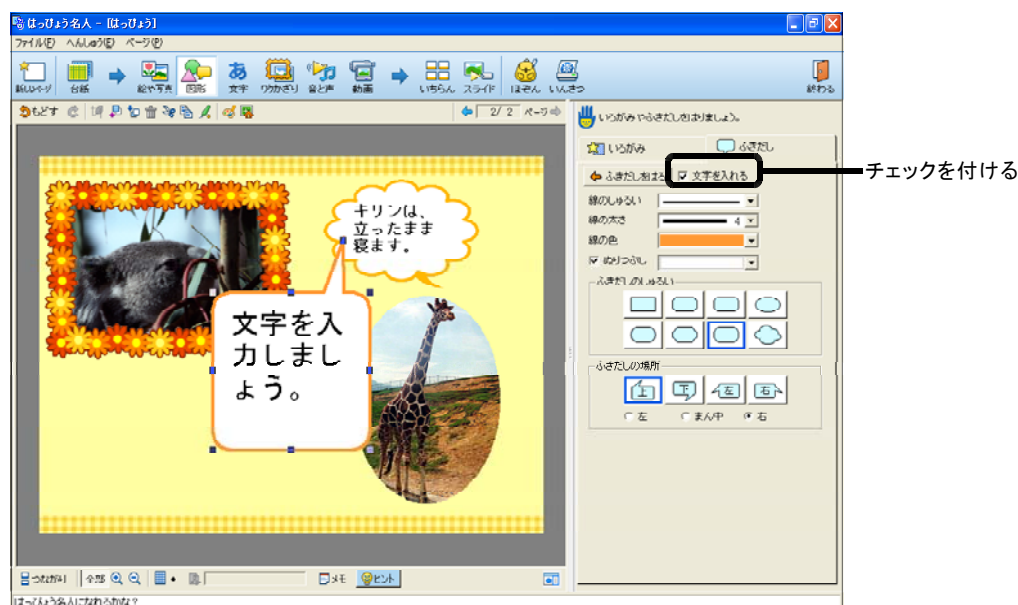 はっぴょう名人 - [はっぴょう]
ファイル(F) へんしゅう(E) ページ(P)
新しいページ 台紙 絵や写真 図形 文字 ワクかざり 音と声 動画 いちらん スライド ほぞん いんさつ 終わる
もどす 2/ 2 ページ
いろがみやふきだしをはりましょう。
いろがみ ふきだし
ふきだしをはる 文字を入れる
チェックを付ける
線のしゅるい
線の太さ 4
線の色
ぬりつぶし
ふきだしのしゅるい
ふきだしの場所
上 下 左 右
左 まん中 右
キリンは、
立ったまま
寝ます。
文字を入
力しまし
ょう。
つながり 全部 メモ ヒント
はっぴょう名人になれるかな?